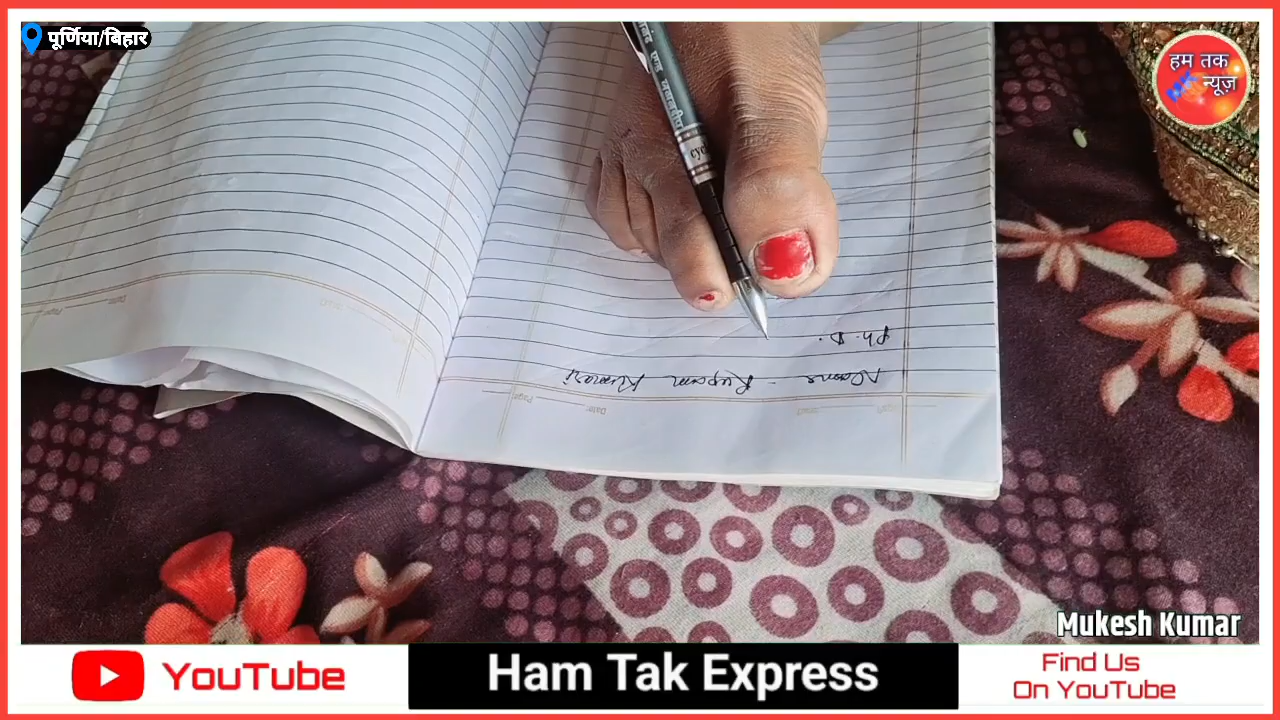 पूर्णिया/बिहार
हम तक
न्यूज़
Name - Rupam Kumari
Ph. D.
Mukesh Kumar
YouTube
Ham Tak Express
Find Us
On YouTube